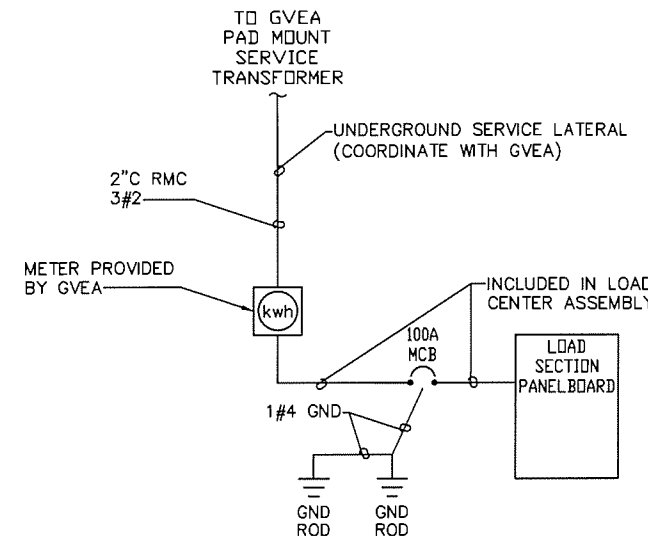 TO GVEA
PAD MOUNT
SERVICE
TRANSFORMER
UNDERGROUND SERVICE LATERAL
(COORDINATE WITH GVEA)
2"C RMC
3#2
METER PROVIDED
BY GVEA
kwh
INCLUDED IN LOAD
CENTER ASSEMBLY
100A
MCB
LOAD
SECTION
PANELBOARD
1#4 GND
GND
ROD
GND
ROD